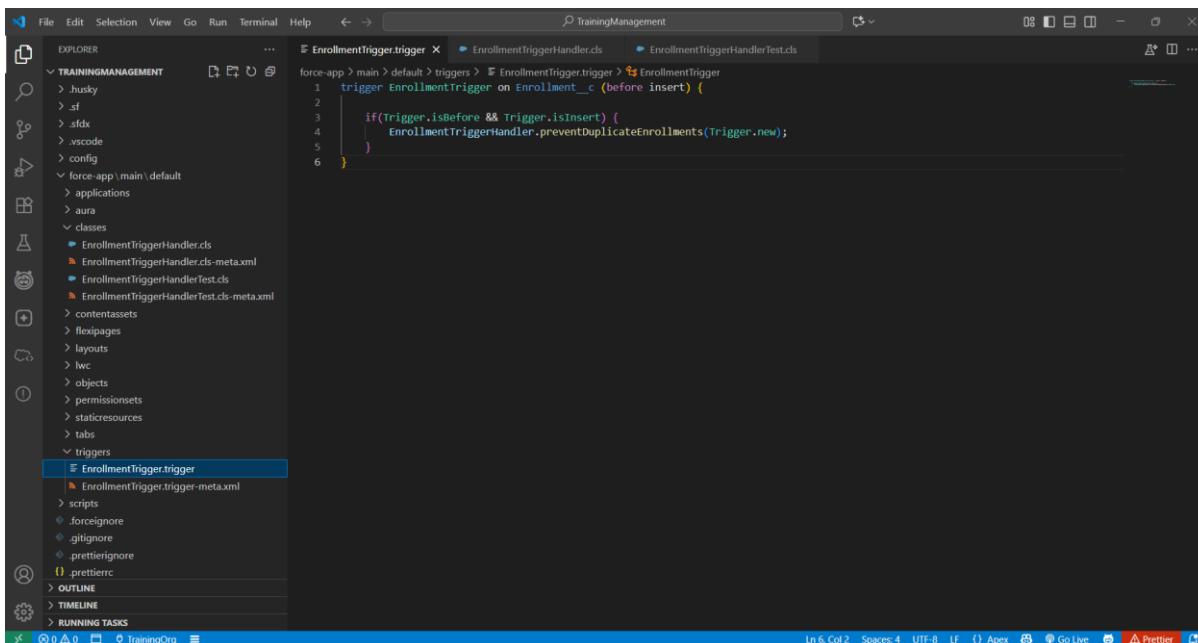 File Edit Selection View Go Run Terminal Help
TrainingManagement
EXPLORER
TRAININGMANAGEMENT
.husky
.sf
.sfdx
.vscode
config
force-app\main\default
applications
aura
classes
EnrollmentTriggerHandler.cls
EnrollmentTriggerHandler.cls-meta.xml
EnrollmentTriggerHandlerTest.cls
EnrollmentTriggerHandlerTest.cls-meta.xml
contentassets
flexipages
layouts
lwc
objects
permissionsets
staticresources
tabs
triggers
EnrollmentTrigger.trigger
EnrollmentTrigger.trigger-meta.xml
scripts
.forceignore
.gitignore
.prettierignore
{} .prettierrc
OUTLINE
TIMELINE
RUNNING TASKS
EnrollmentTrigger.trigger EnrollmentTriggerHandler.cls EnrollmentTriggerHandlerTest.cls
force-app > main > default > triggers > EnrollmentTrigger.trigger > EnrollmentTrigger
1 trigger EnrollmentTrigger on Enrollment__c (before insert) {
2
3 if(Trigger.isBefore && Trigger.isInsert) {
4 EnrollmentTriggerHandler.preventDuplicateEnrollments(Trigger.new);
5 }
6 }
0 0 TrainingOrg Ln 6, Col 2 Spaces: 4 UTF-8 LF {} Apex Go Live Prettier